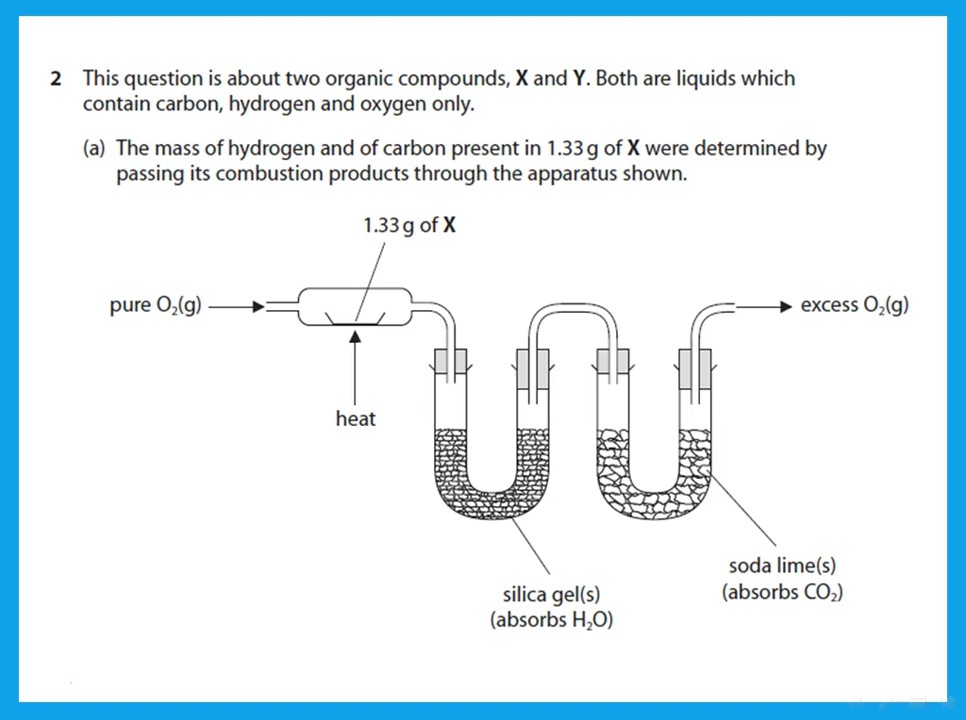 2 This question is about two organic compounds, X and Y. Both are liquids which
contain carbon, hydrogen and oxygen only.
(a) The mass of hydrogen and of carbon present in 1.33 g of X were determined by
passing its combustion products through the apparatus shown.
1.33 g of X
pure O₂(g)
excess O₂(g)
heat
soda lime(s)
(absorbs CO₂)
silica gel(s)
(absorbs H₂O)